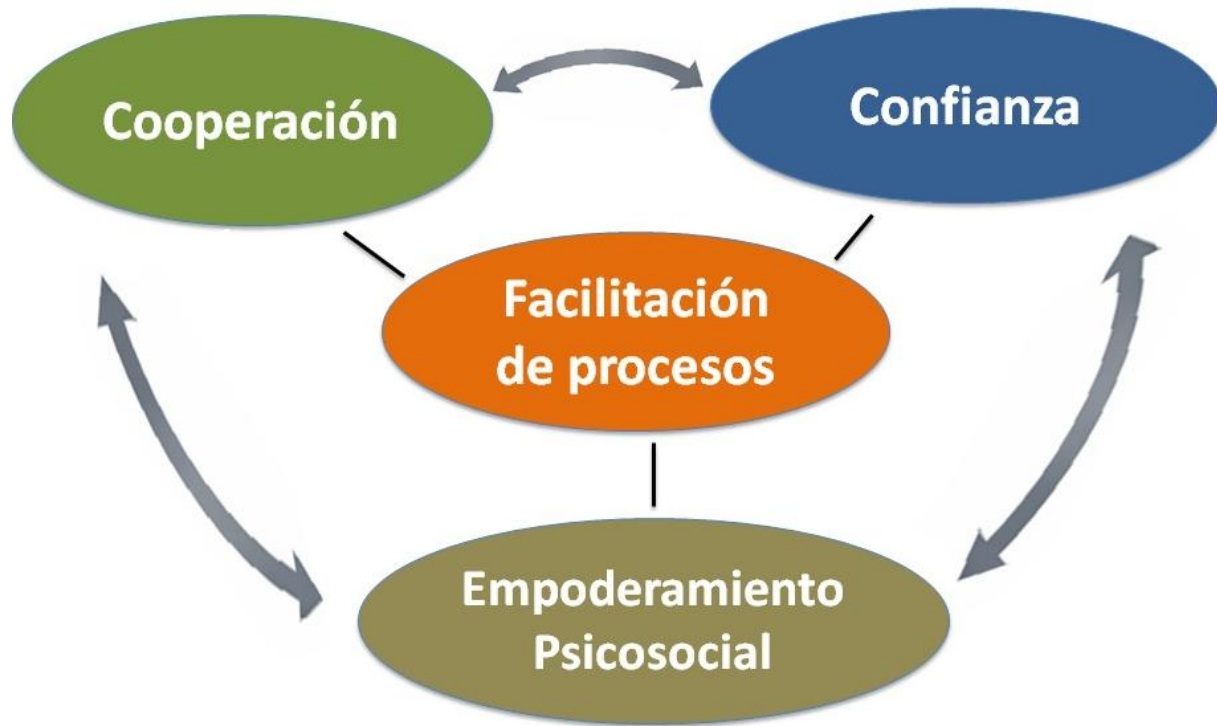 Cooperación
Confianza
Facilitación
de procesos
Empoderamiento
Psicosocial